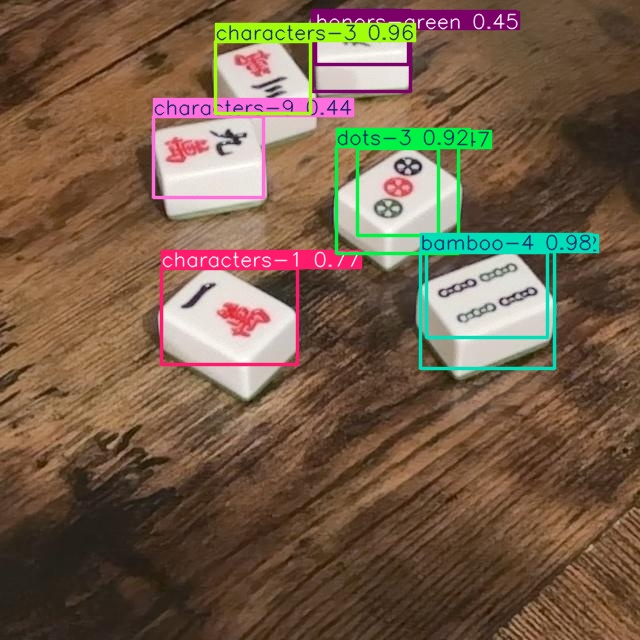 honors-green 0.45
characters-3 0.96
萬
三
characters-9 0.44
萬
九
dots-3 0.92
bamboo-4 0.98
characters-1 0.77
一
萬